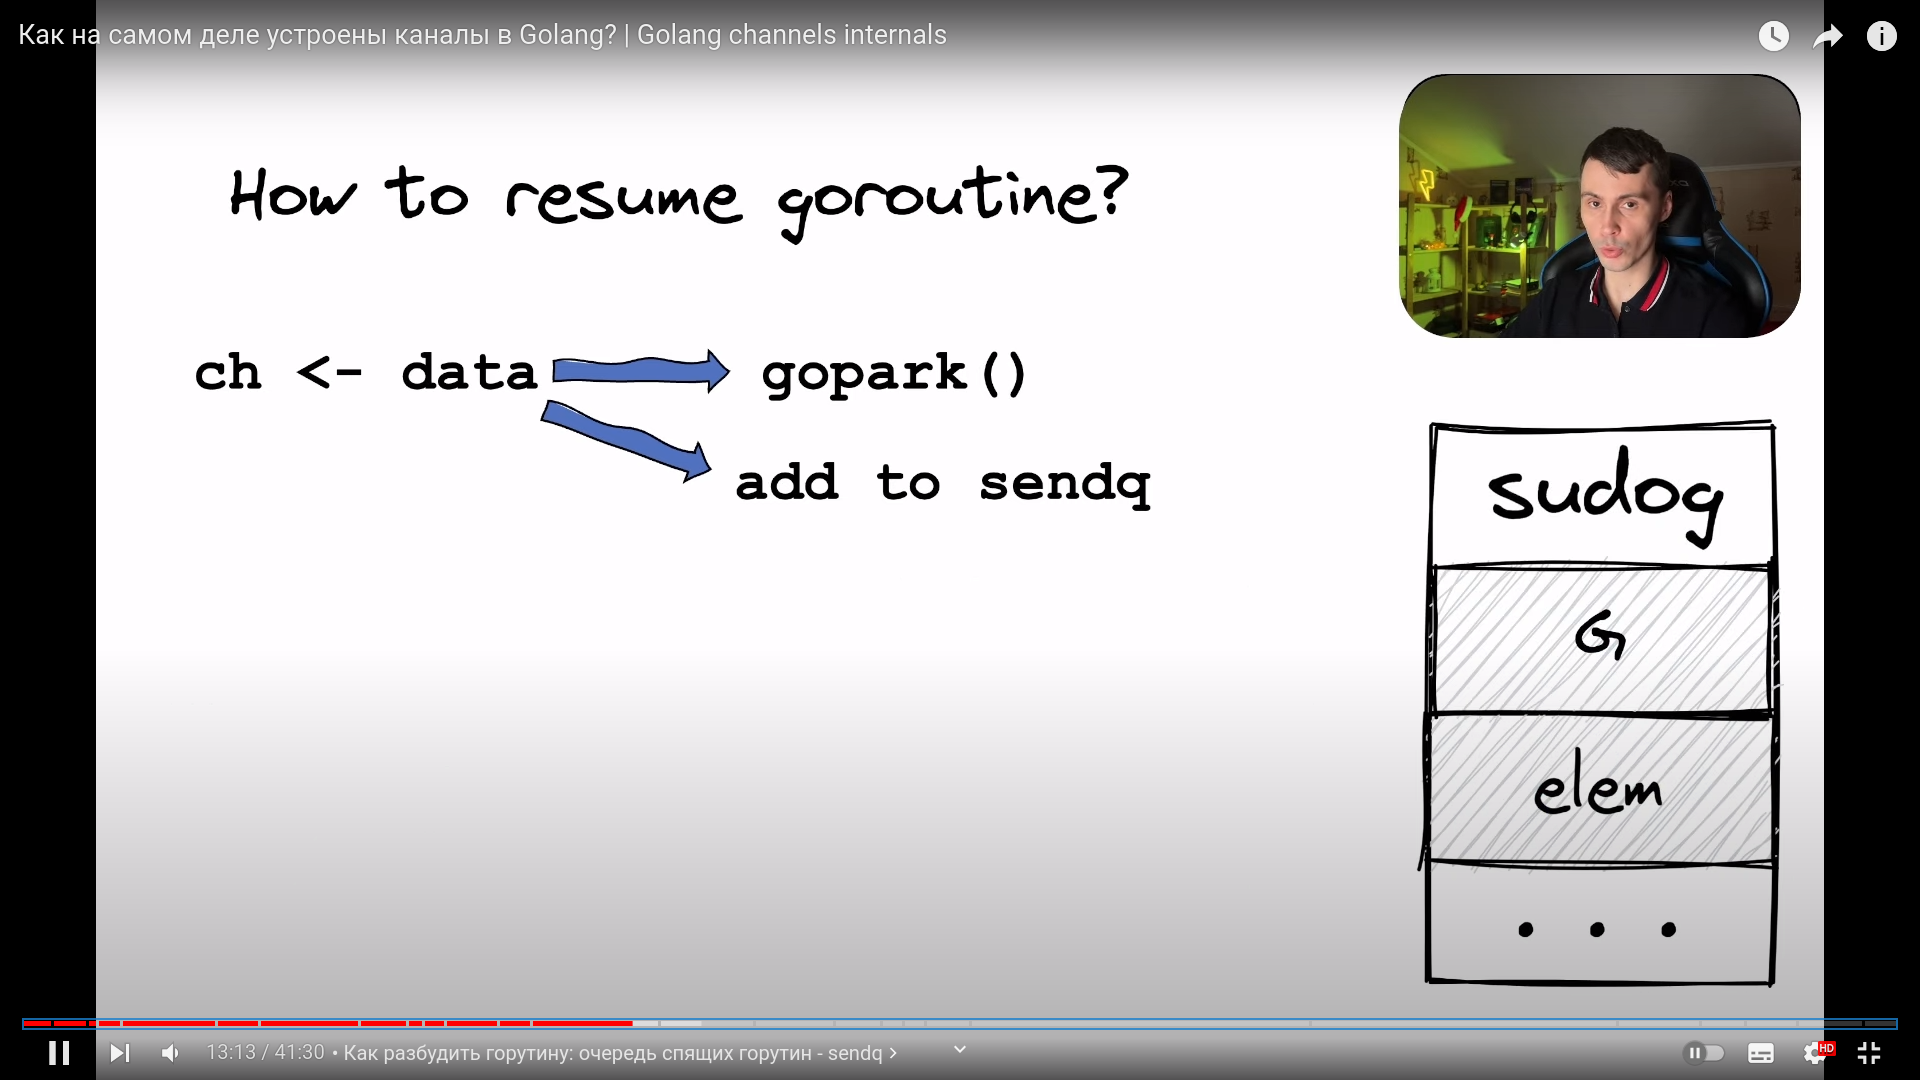 Как на самом деле устроены каналы в Golang? | Golang channels internals
How to resume goroutine?
ch <- data
gopark()
add to sendq
sudog
G
elem
• • •
13:13 / 41:30 • Как разбудить горутину: очередь спящих горутин - sendq
HD